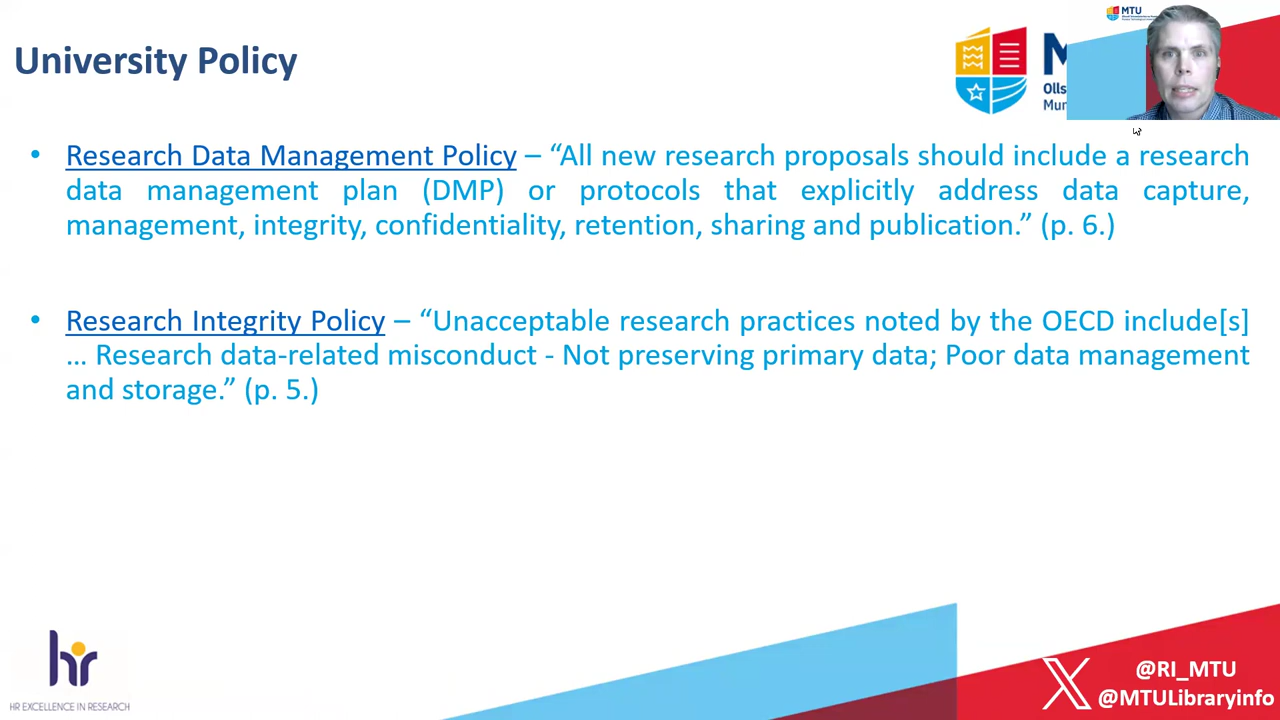 University Policy
MTU
M
Olls
Mur
• Research Data Management Policy – “All new research proposals should include a research
data management plan (DMP) or protocols that explicitly address data capture,
management, integrity, confidentiality, retention, sharing and publication.” (p. 6.)
• Research Integrity Policy – “Unacceptable research practices noted by the OECD include[s]
… Research data-related misconduct - Not preserving primary data; Poor data management
and storage.” (p. 5.)
hr
HR EXCELLENCE IN RESEARCH
@RI_MTU
@MTULibraryinfo